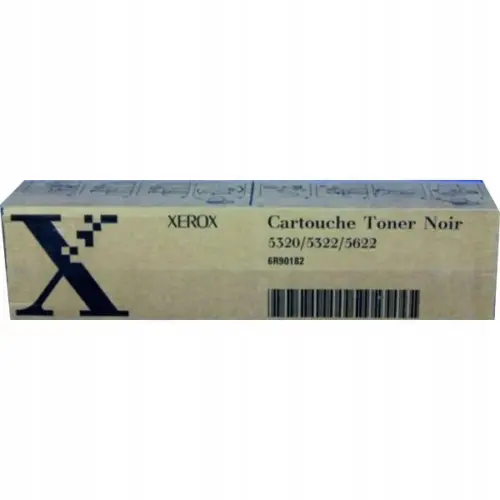 XEROX
Cartouche Toner Noir
5320/5322/5622
6R90182